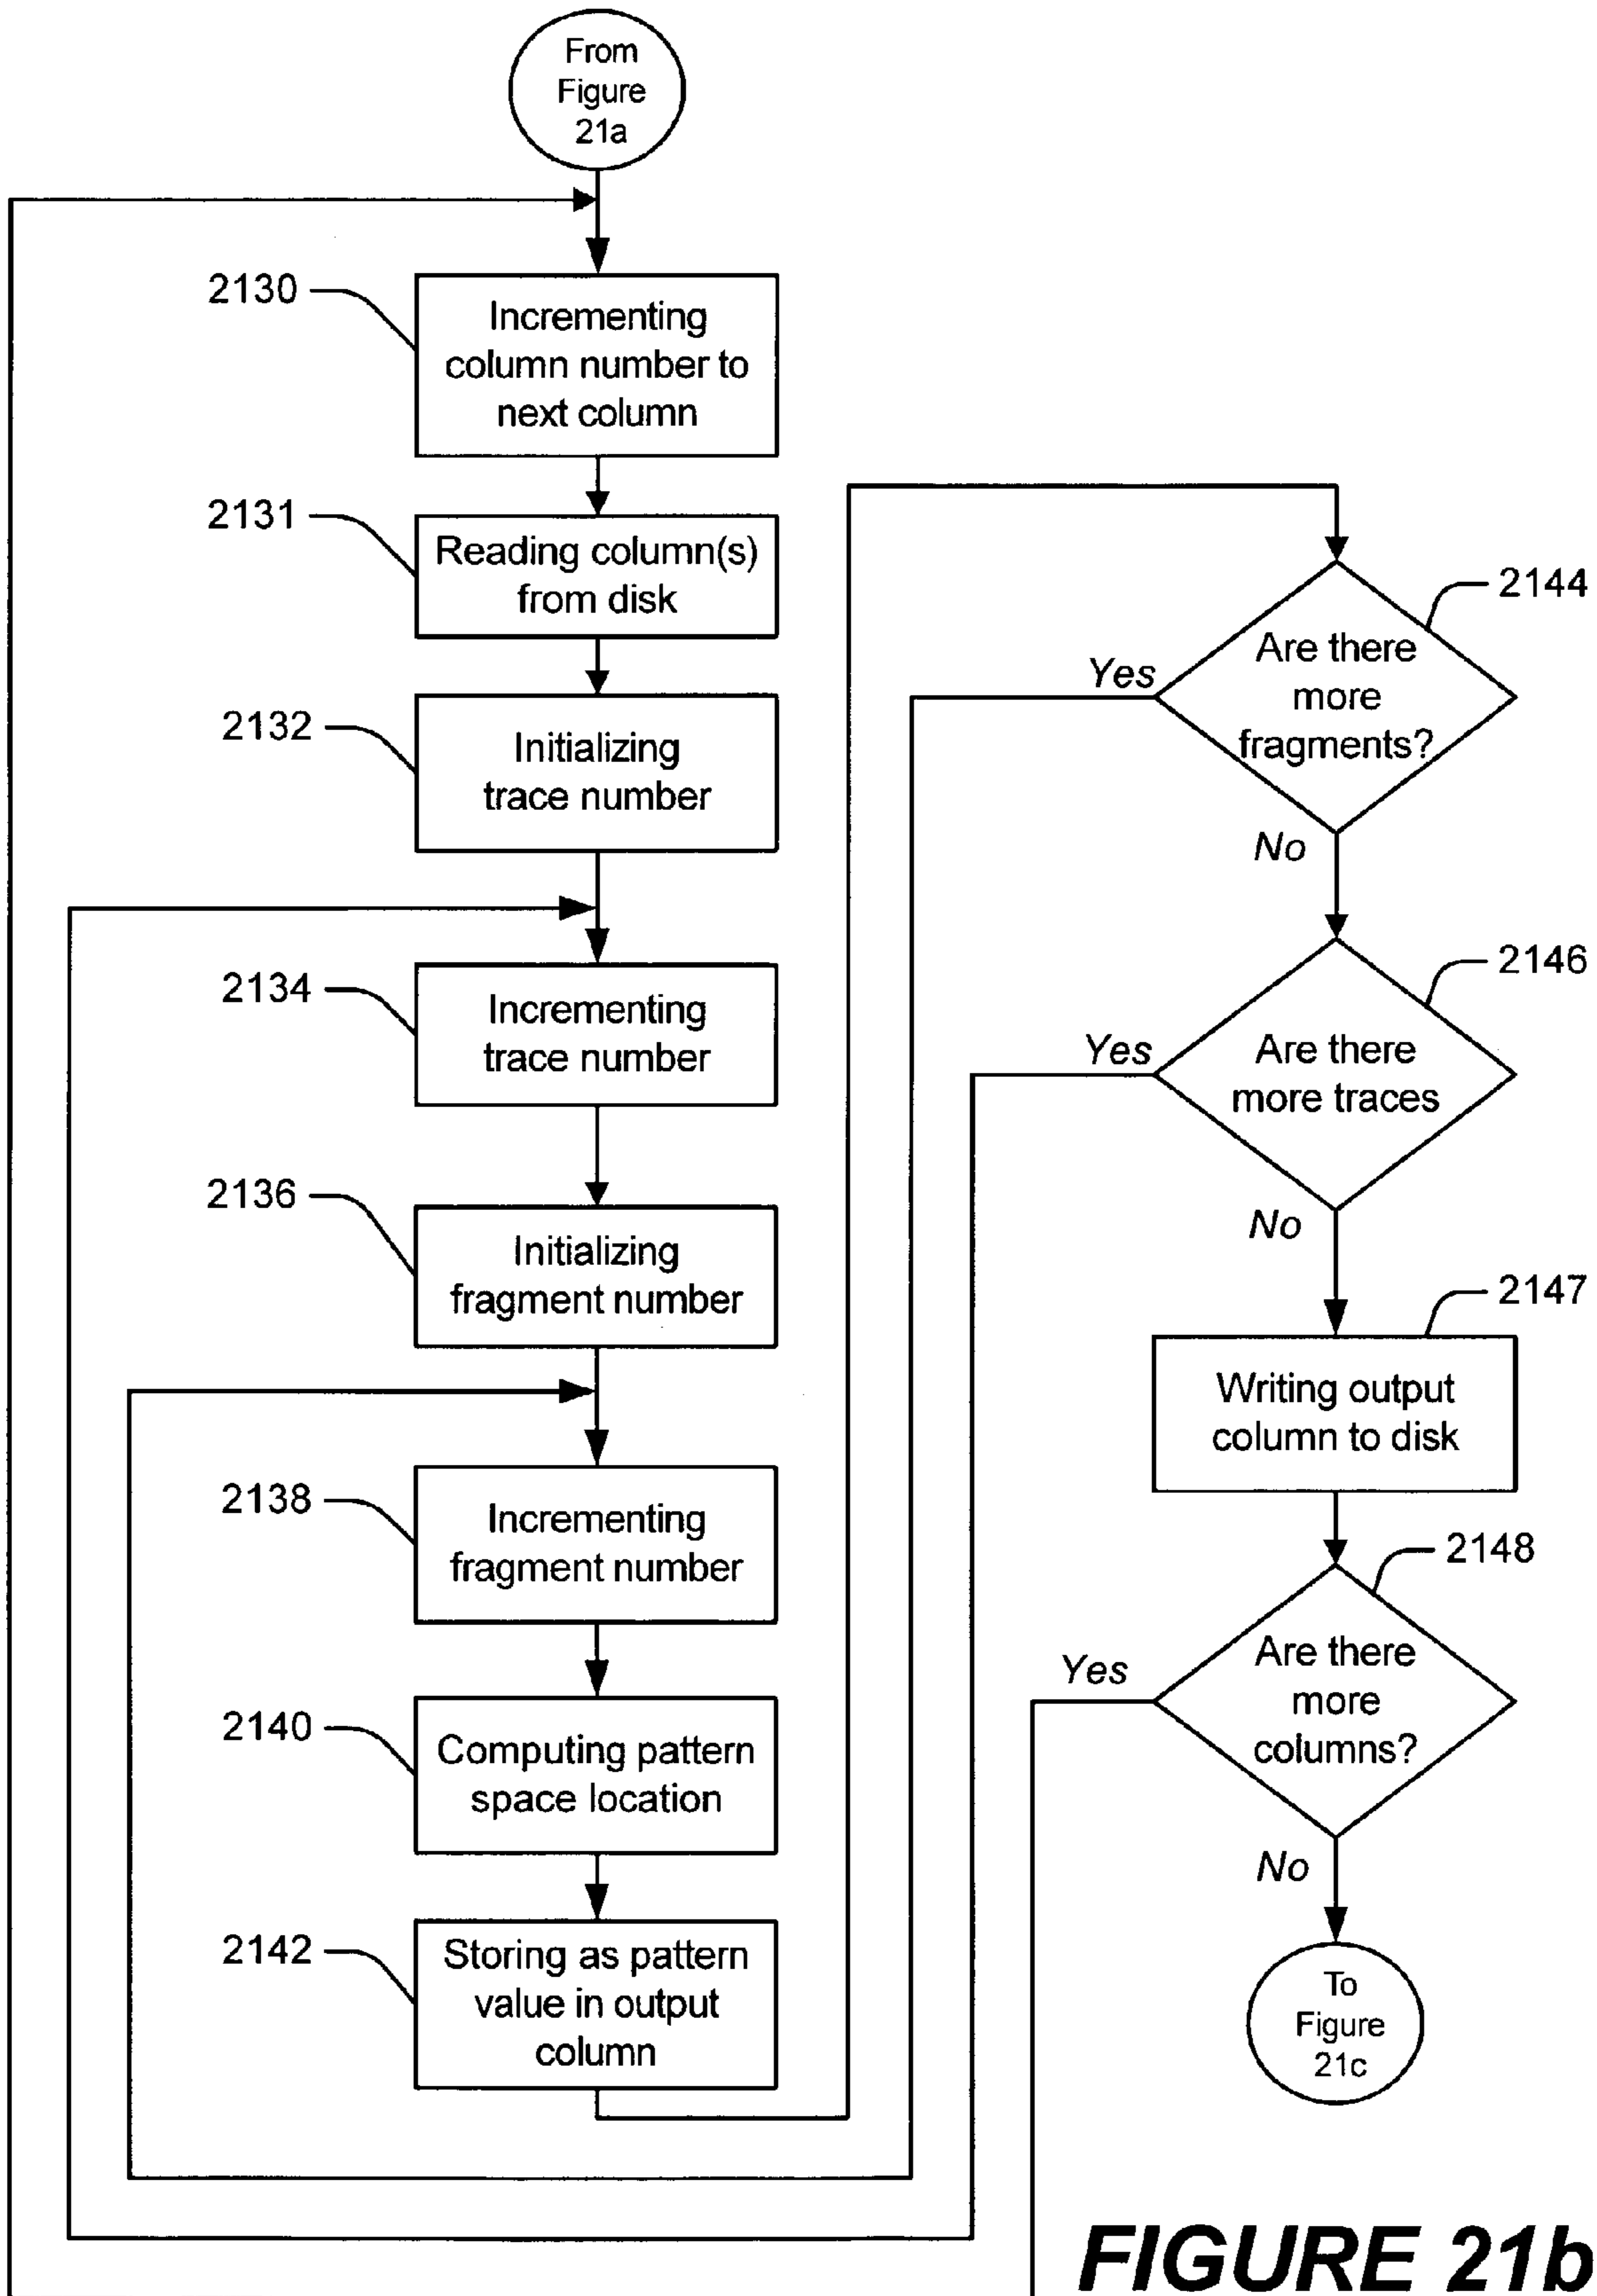 From
Figure
21a
2130
Incrementing
column number to
next column
2131
Reading column(s)
from disk
2132
Initializing
trace number
2134
Incrementing
trace number
2136
Initializing
fragment number
2138
Incrementing
fragment number
2140
Computing pattern
space location
2142
Storing as pattern
value in output
column
2144
Are there
more
fragments?
Yes
No
2146
Are there
more traces
Yes
No
2147
Writing output
column to disk
2148
Are there
more
columns?
Yes
No
To
Figure
21c
FIGURE 21b